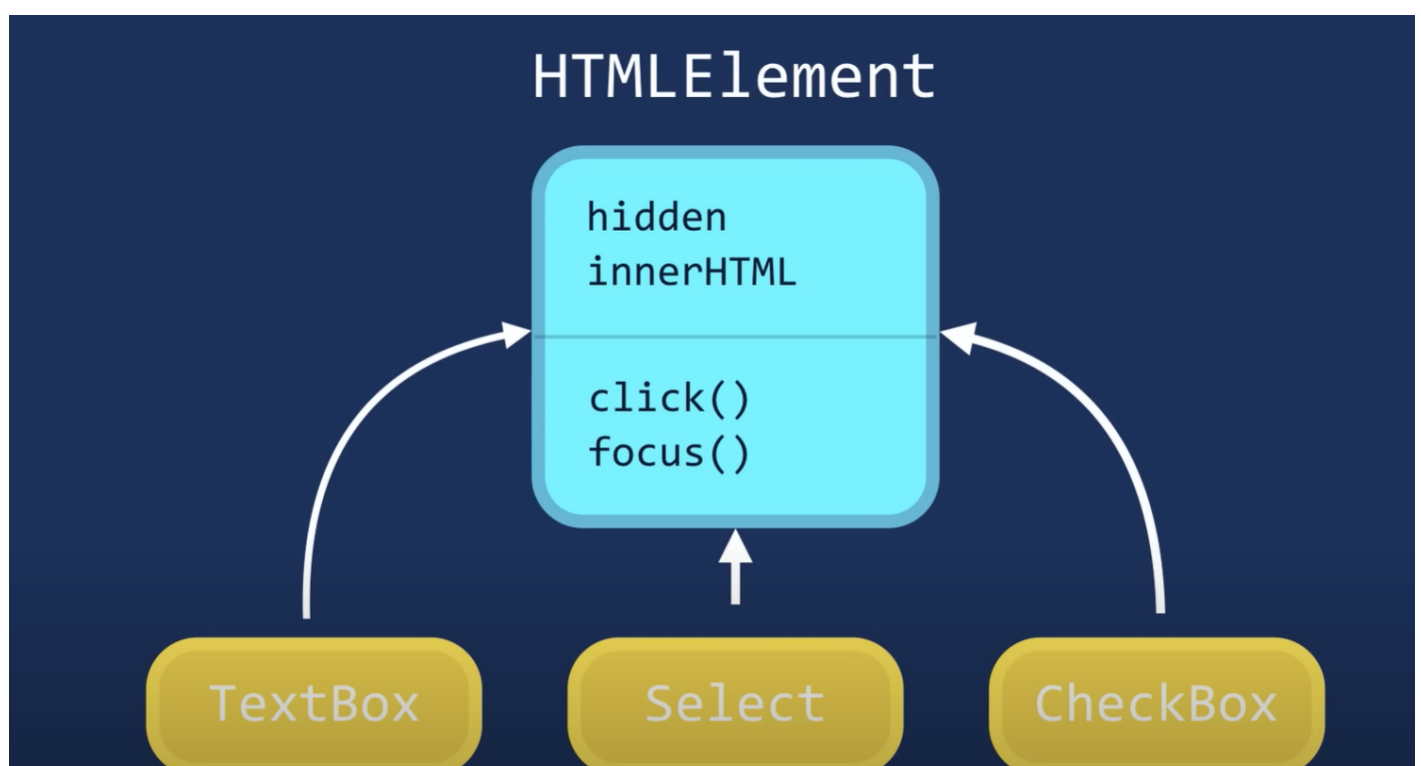 HTMLElement
hidden
innerHTML
click()
focus()
TextBox
Select
CheckBox